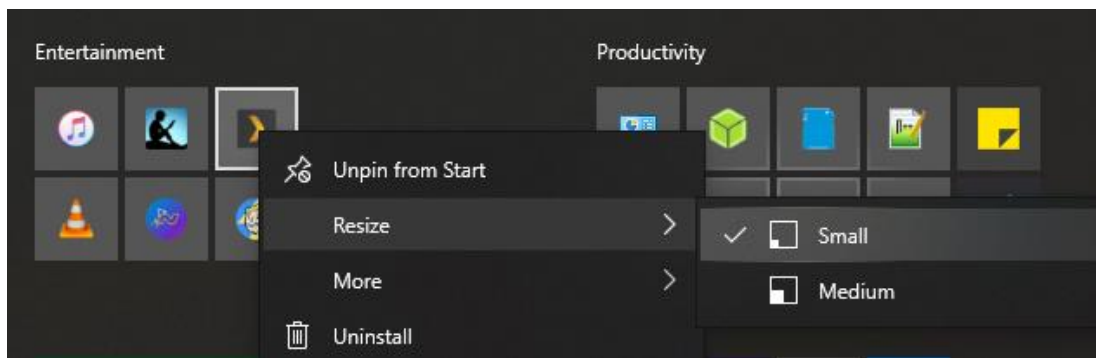 Entertainment
Productivity
Unpin from Start
Resize
Small
More
Medium
Uninstall